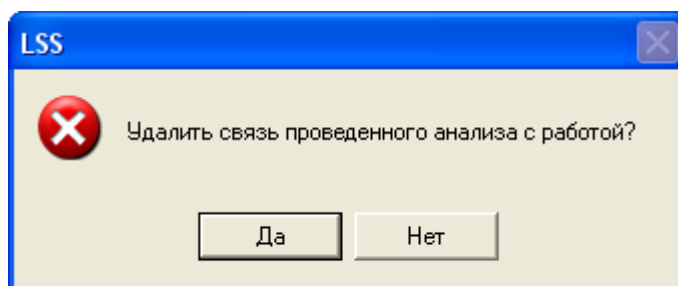 LSS
Удалить связь проведенного анализа с работой?
Да
Нет